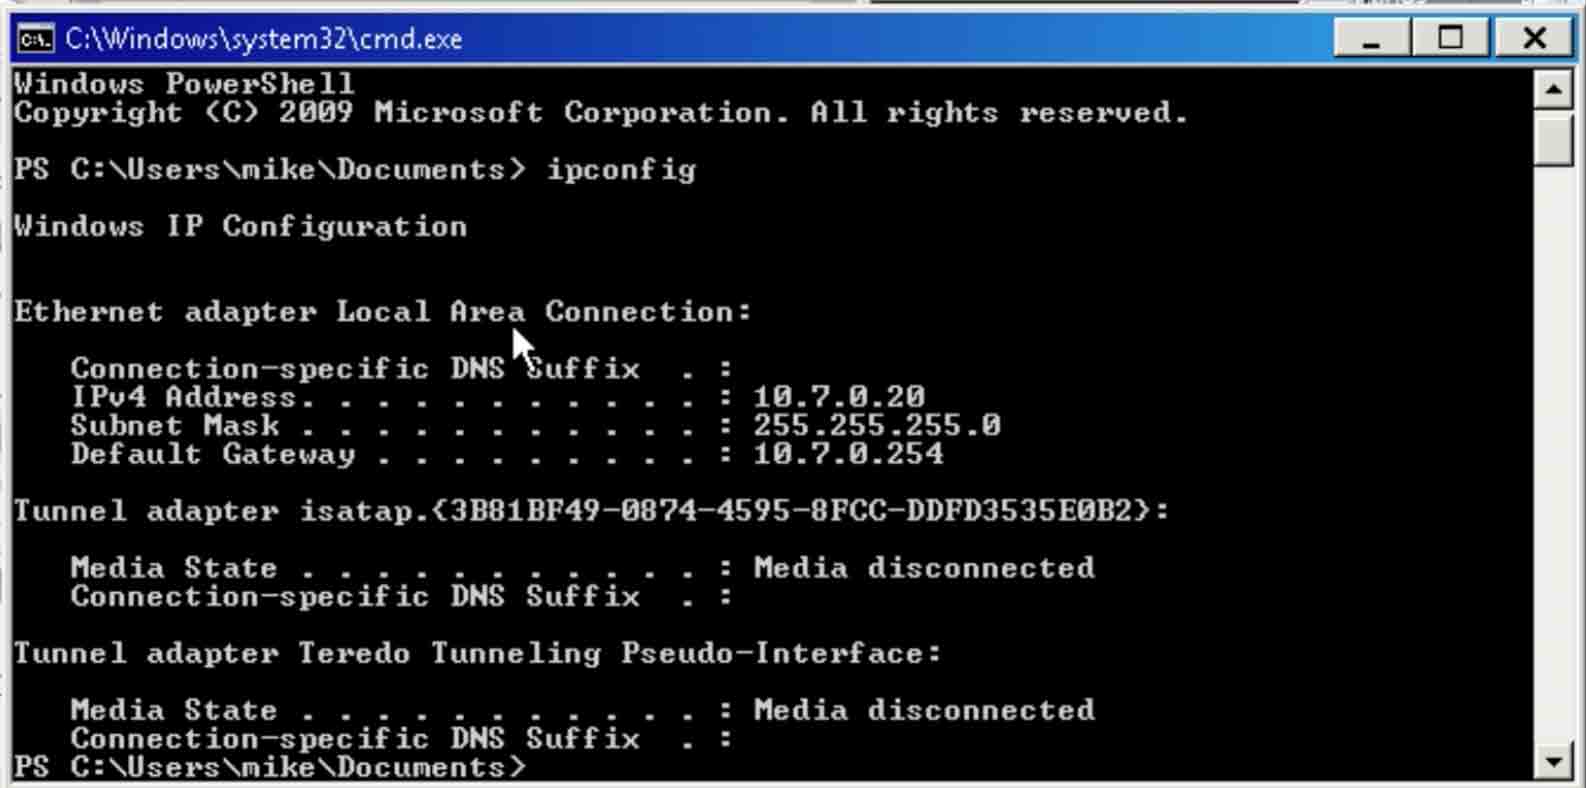 C:\Windows\system32\cmd.exe
Windows PowerShell
Copyright (C) 2009 Microsoft Corporation. All rights reserved.
PS C:\Users\mike\Documents> ipconfig
Windows IP Configuration
Ethernet adapter Local Area Connection:
Connection-specific DNS Suffix  . :
IPv4 Address. . . . . . . . . . . : 10.7.0.20
Subnet Mask . . . . . . . . . . . : 255.255.255.0
Default Gateway . . . . . . . . . : 10.7.0.254
Tunnel adapter isatap.{3B81BF49-0874-4595-8FCC-DDFD3535E0B2}:
Media State . . . . . . . . . . . : Media disconnected
Connection-specific DNS Suffix  . :
Tunnel adapter Teredo Tunneling Pseudo-Interface:
Media State . . . . . . . . . . . : Media disconnected
Connection-specific DNS Suffix  . :
PS C:\Users\mike\Documents>